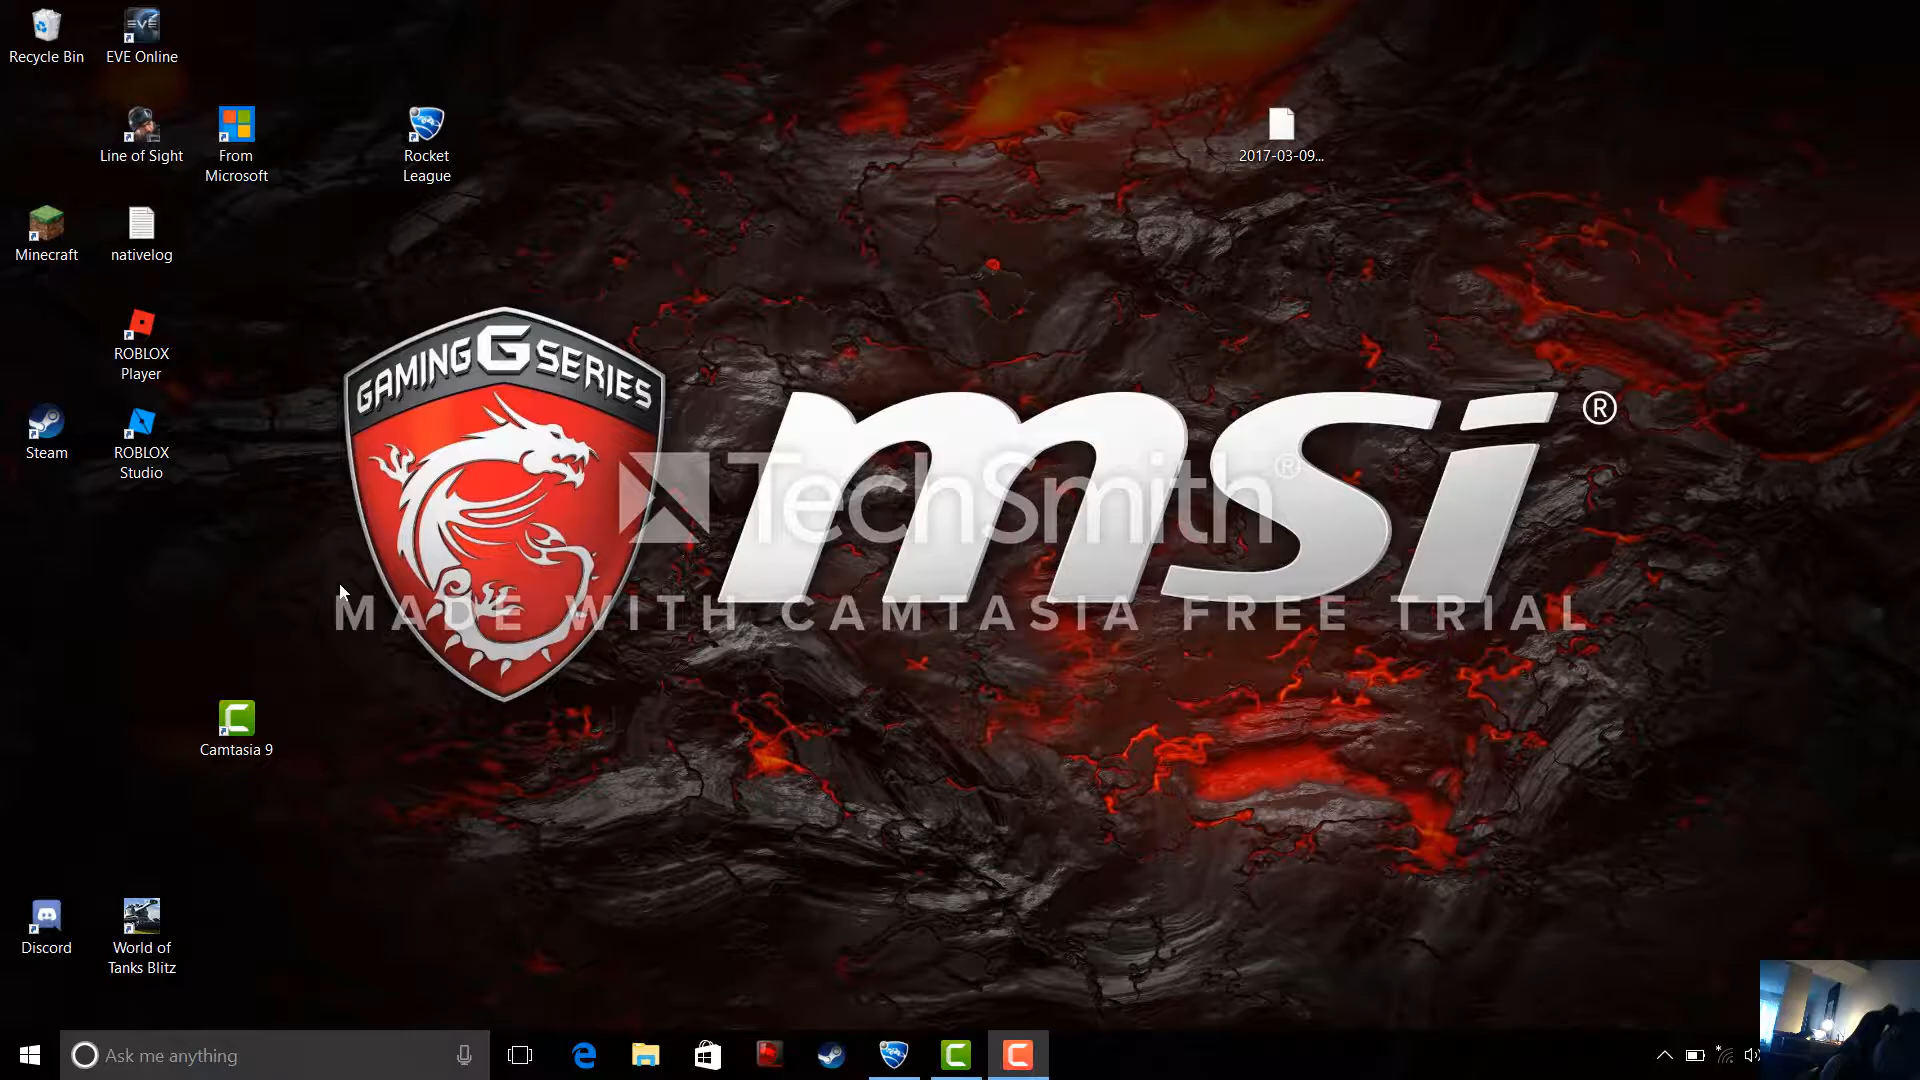 Recycle Bin
EVE Online
Line of Sight
From
Microsoft
Rocket
League
2017-03-09...
Minecraft
nativelog
ROBLOX
Player
Steam
ROBLOX
Studio
GAMING G SERIES
msi ®
TechSmith®
MADE WITH CAMTASIA FREE TRIAL
Camtasia 9
Discord
World of
Tanks Blitz
Ask me anything